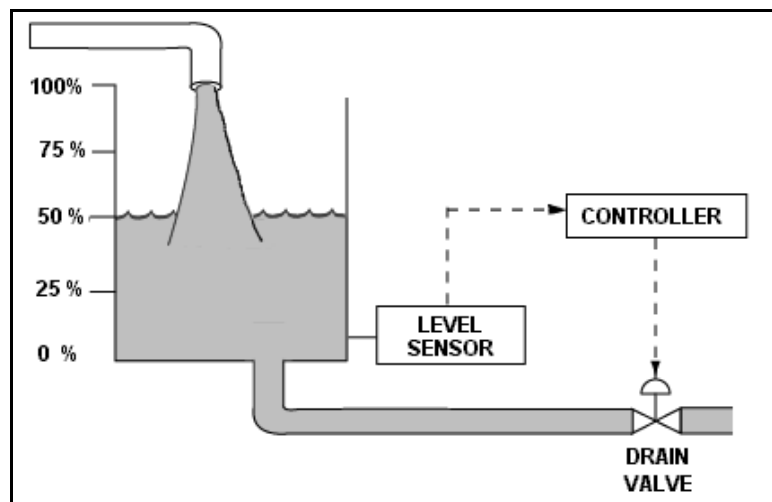 100%
75 %
50 %
25 %
0 %
CONTROLLER
LEVEL
SENSOR
DRAIN
VALVE